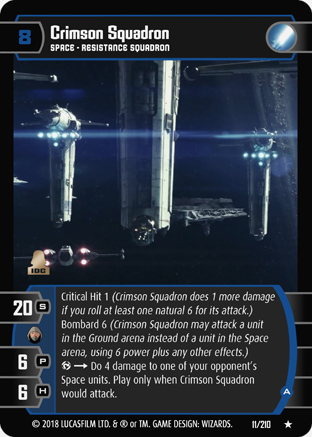 8 Crimson Squadron
SPACE - RESISTANCE SQUADRON
IDC
20 S
6 P
6 H
Critical Hit 1 (Crimson Squadron does 1 more damage
if you roll at least one natural 6 for its attack.)
Bombard 6 (Crimson Squadron may attack a unit
in the Ground arena instead of a unit in the Space
arena, using 6 power plus any other effects.)
→ Do 4 damage to one of your opponent's
Space units. Play only when Crimson Squadron
would attack.
A
© 2018 LUCASFILM LTD. & ® or TM. GAME DESIGN: WIZARDS. 11/210 ★